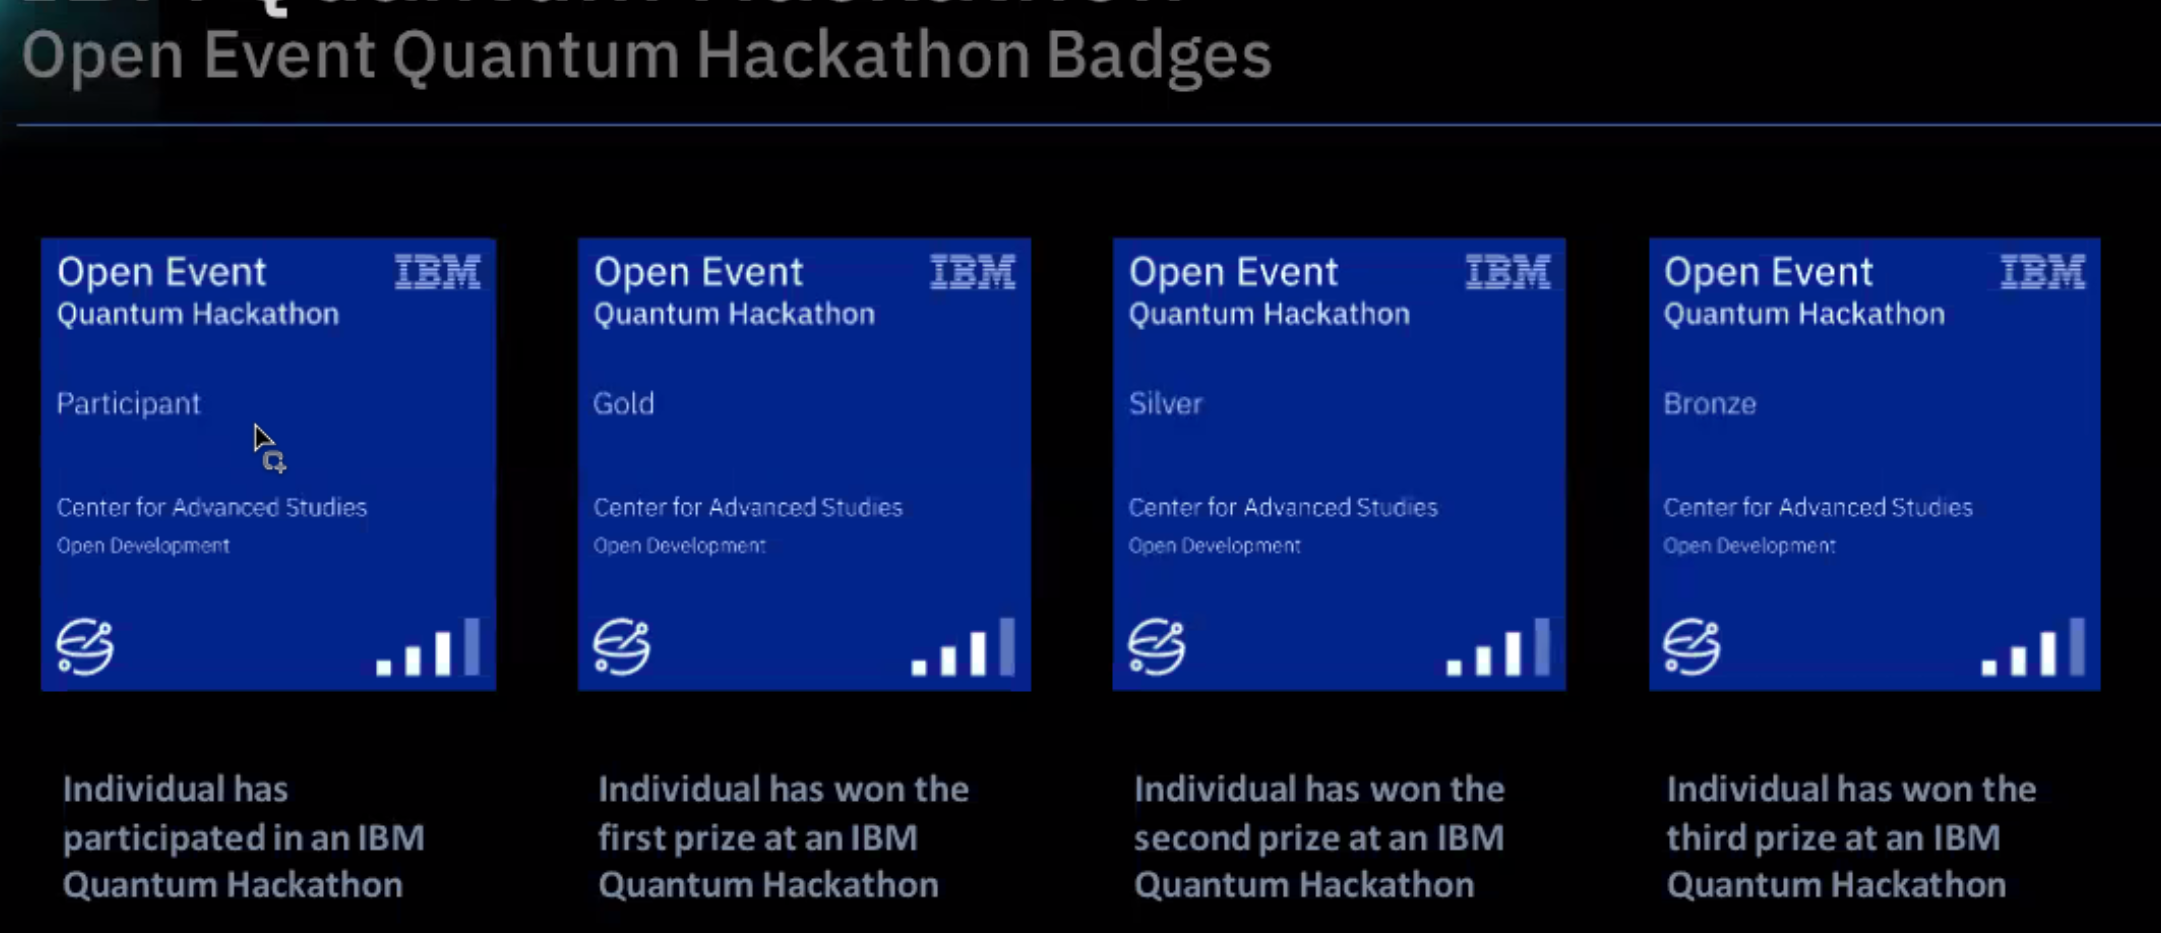 IBM Quantum Hackathon
Open Event Quantum Hackathon Badges
Open Event IBM
Quantum Hackathon
Participant
Center for Advanced Studies
Open Development
Open Event IBM
Quantum Hackathon
Gold
Center for Advanced Studies
Open Development
Open Event IBM
Quantum Hackathon
Silver
Center for Advanced Studies
Open Development
Open Event IBM
Quantum Hackathon
Bronze
Center for Advanced Studies
Open Development
Individual has
participated in an IBM
Quantum Hackathon
Individual has won the
first prize at an IBM
Quantum Hackathon
Individual has won the
second prize at an IBM
Quantum Hackathon
Individual has won the
third prize at an IBM
Quantum Hackathon